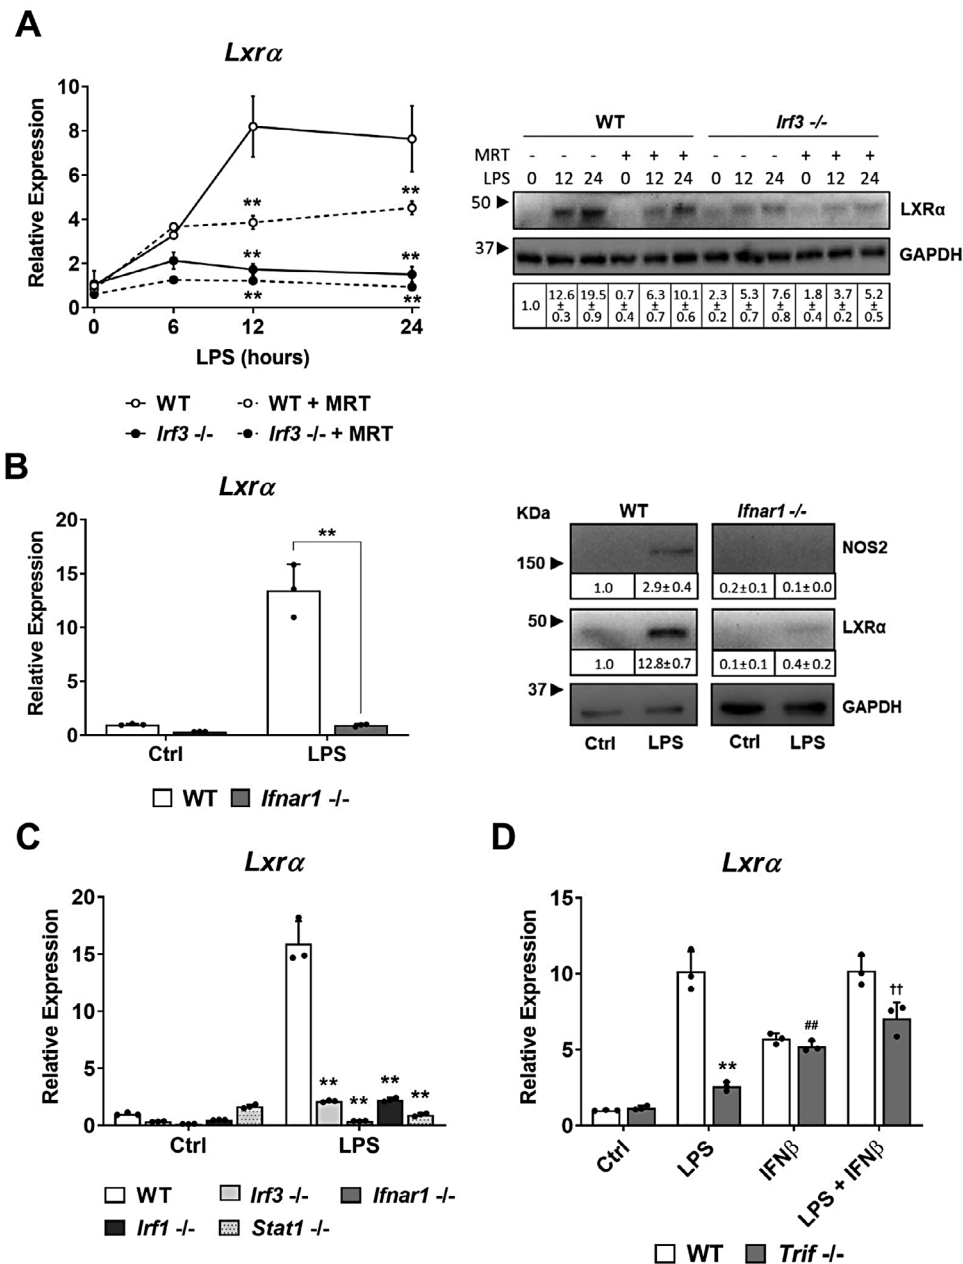 A
Lxrα
Relative Expression
10
8
6
4
2
0
** **
** **
** **
0 6 12 24
LPS (hours)
WT WT + MRT
Irf3 -/- Irf3 -/- + MRT
WT Irf3 -/-
MRT - - - + + + - - - + + +
LPS 0 12 24 0 12 24 0 12 24 0 12 24
50 LXRα
37 GAPDH
1.0 12.6 ± 0.3 19.5 ± 0.9 0.7 ± 0.4 6.3 ± 0.7 10.1 ± 0.6 2.3 ± 0.2 5.3 ± 0.7 7.6 ± 0.8 1.8 ± 0.4 3.7 ± 0.2 5.2 ± 0.5
B
Lxrα
Relative Expression
20
15
10
5
0
**
Ctrl LPS
WT Ifnar1 -/-
KDa WT Ifnar1 -/-
150 NOS2
1.0 2.9±0.4 0.2±0.1 0.1±0.0
50 LXRα
1.0 12.8±0.7 0.1±0.1 0.4±0.2
37 GAPDH
Ctrl LPS Ctrl LPS
C
Lxrα
Relative Expression
20
15
10
5
0
** ** ** **
Ctrl LPS
WT Irf3 -/- Ifnar1 -/-
Irf1 -/- Stat1 -/-
D
Lxrα
Relative Expression
15
10
5
0
** ## ††
Ctrl LPS IFNβ LPS + IFNβ
WT Trif -/-